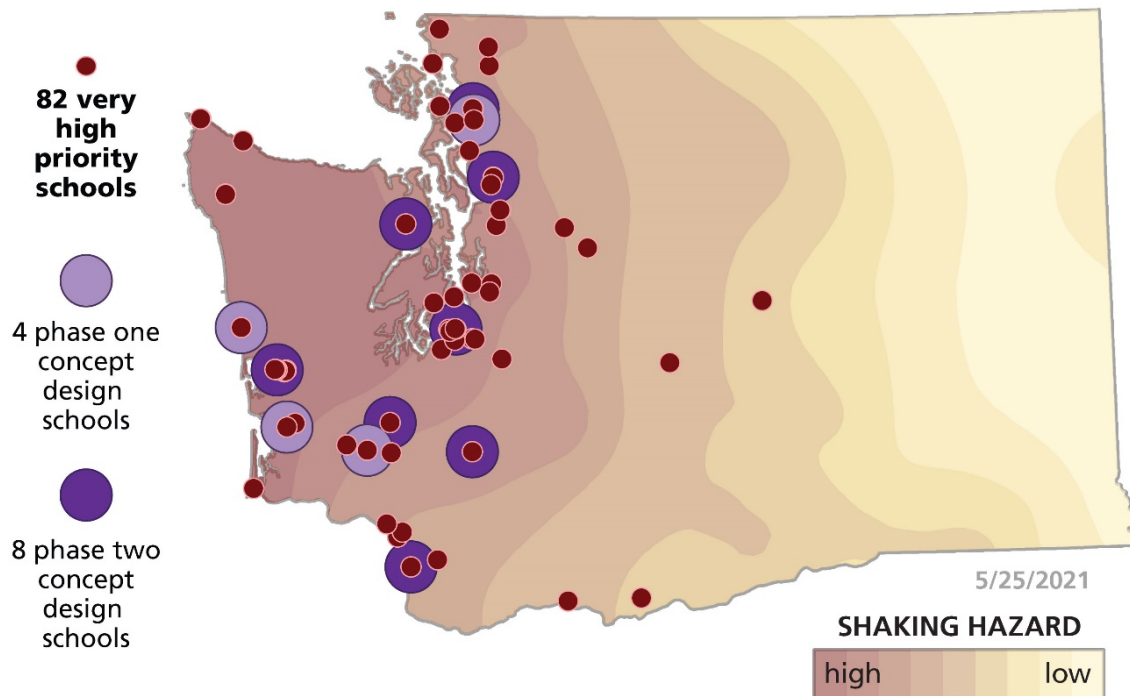 82 very
high
priority
schools
4 phase one
concept
design
schools
8 phase two
concept
design
schools
5/25/2021
SHAKING HAZARD
high low